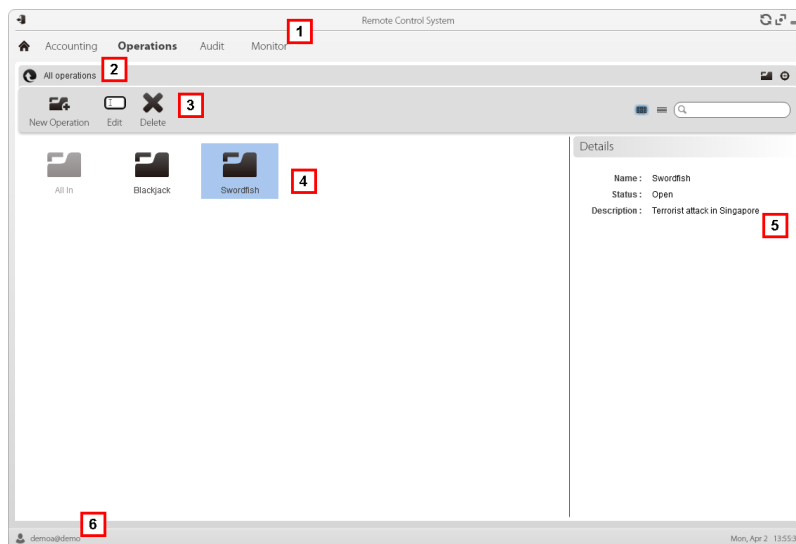 Remote Control System
1
Accounting Operations Audit Monitor
All operations
2
New Operation Edit Delete
3
All In Blackjack Swordfish
4
Details
Name : Swordfish
Status : Open
Description : Terrorist attack in Singapore
5
6
demoa@demo
Mon, Apr 2